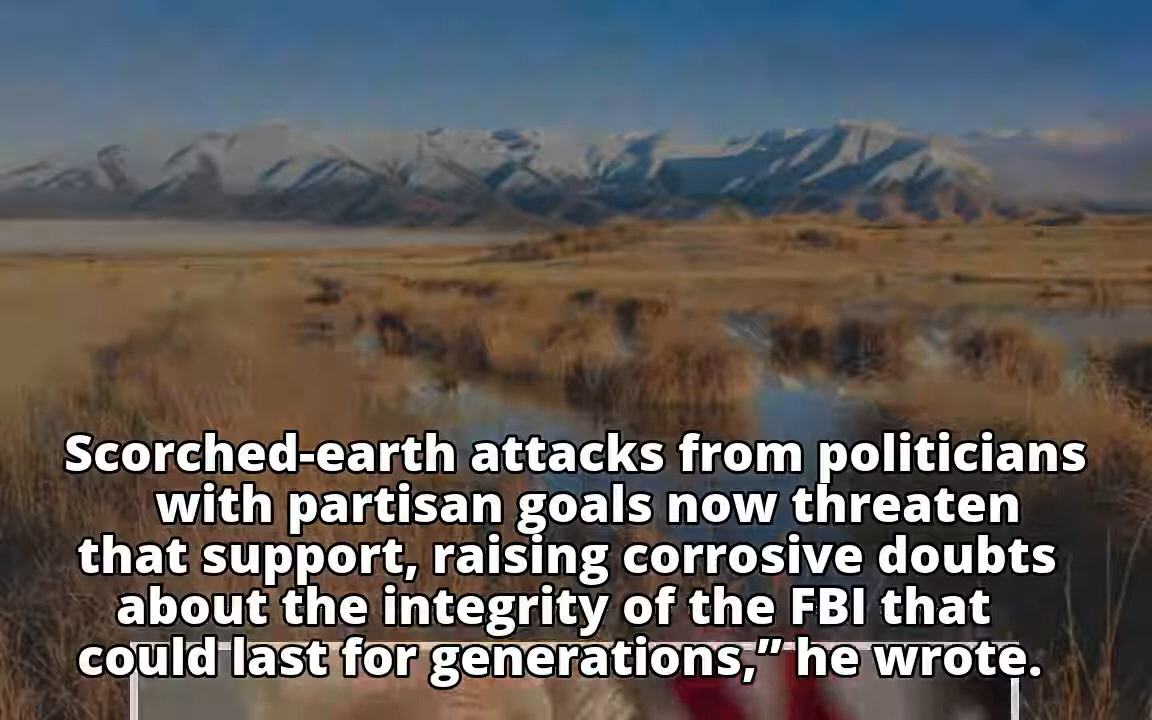 Scorched-earth attacks from politicians
with partisan goals now threaten
that support, raising corrosive doubts
about the integrity of the FBI that
could last for generations,” he wrote.